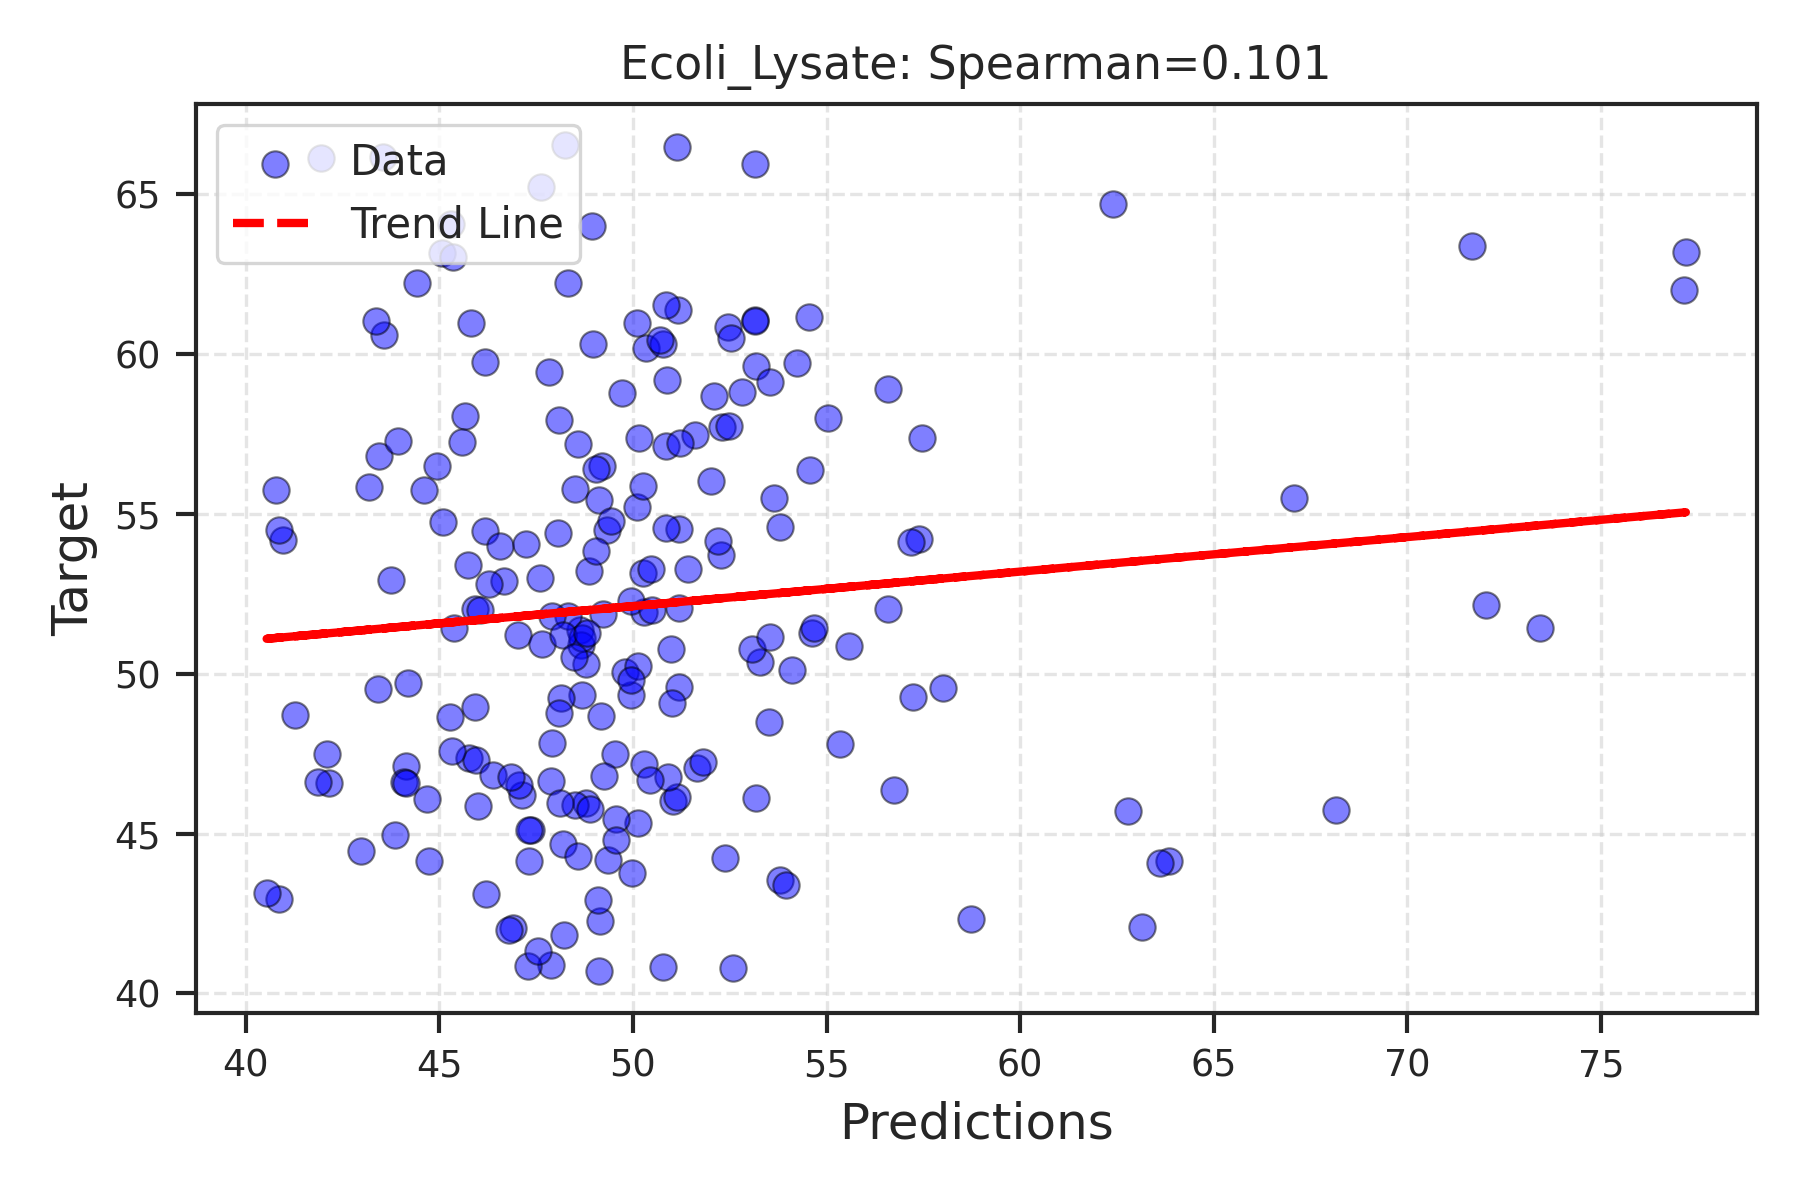 Ecoli_Lysate: Spearman=0.101
Data
Trend Line
65
60
55
50
45
40
Target
40 45 50 55 60 65 70 75
Predictions